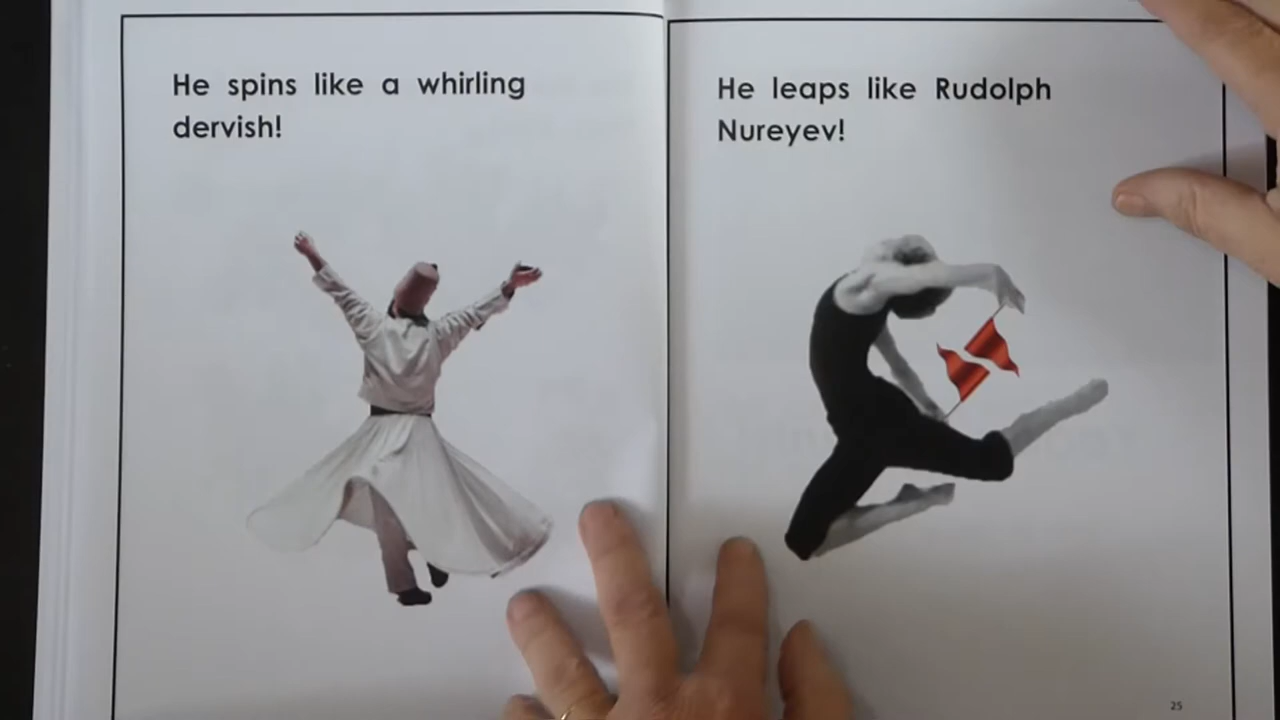 He spins like a whirling
dervish!
He leaps like Rudolph
Nureyev!
25